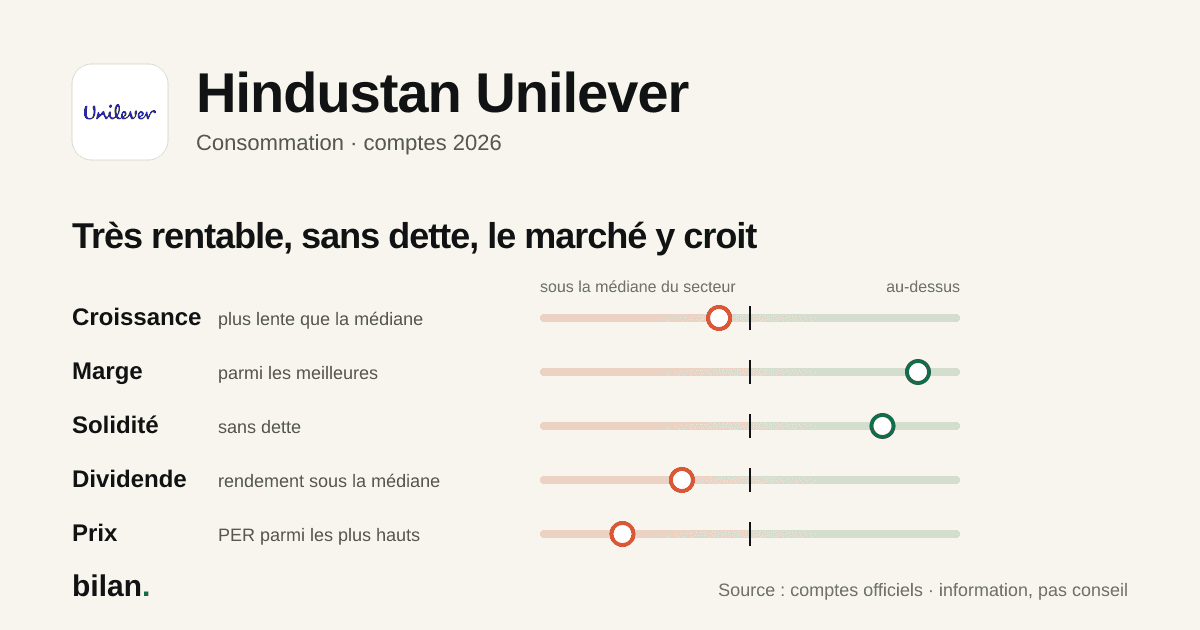 Unilever
Hindustan Unilever
Consommation · comptes 2026
Très rentable, sans dette, le marché y croit
sous la médiane du secteur au-dessus
Croissance plus lente que la médiane
Marge parmi les meilleures
Solidité sans dette
Dividende rendement sous la médiane
Prix PER parmi les plus hauts
bilan.
Source : comptes officiels · information, pas conseil